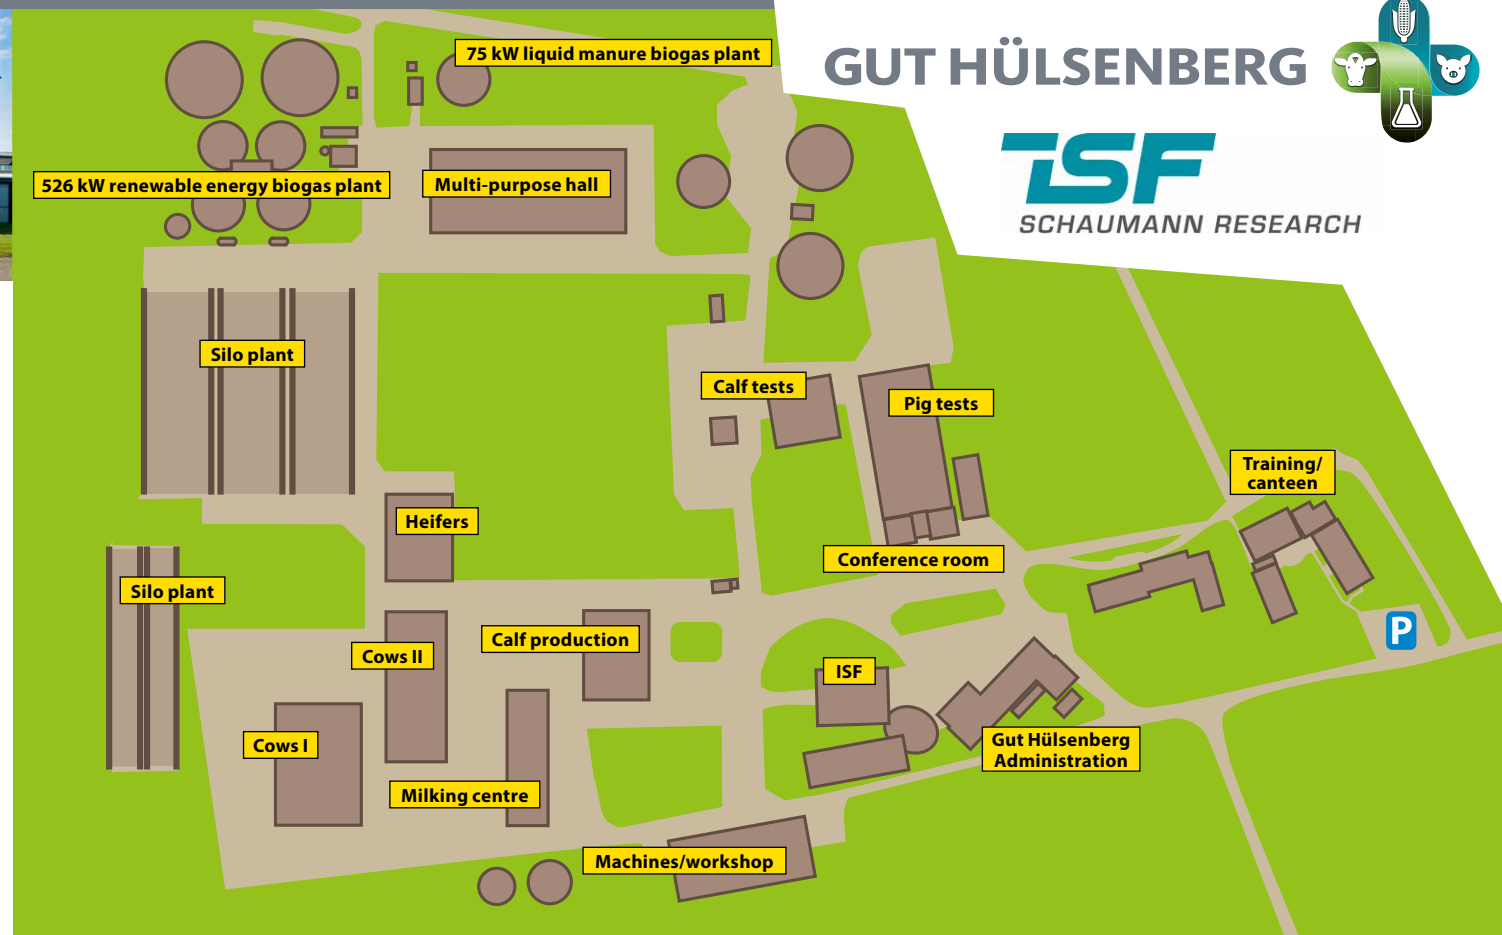 75 kW liquid manure biogas plant
GUT HÜLSENBERG
ISF
SCHAUMANN RESEARCH
526 kW renewable energy biogas plant
Multi-purpose hall
Silo plant
Calf tests
Pig tests
Training/
canteen
Heifers
Conference room
Silo plant
Calf production
P
Cows II
ISF
Cows I
Gut Hülsenberg
Administration
Milking centre
Machines/workshop